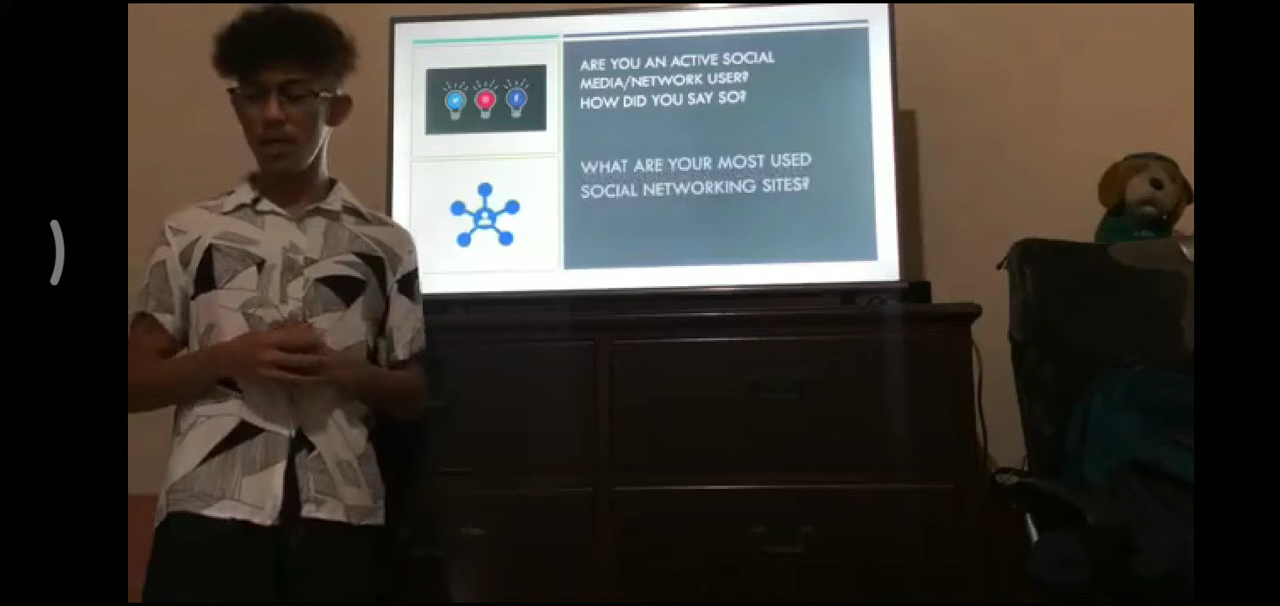 ARE YOU AN ACTIVE SOCIAL
MEDIA/NETWORK USER?
HOW DID YOU SAY SO?
WHAT ARE YOUR MOST USED
SOCIAL NETWORKING SITES?